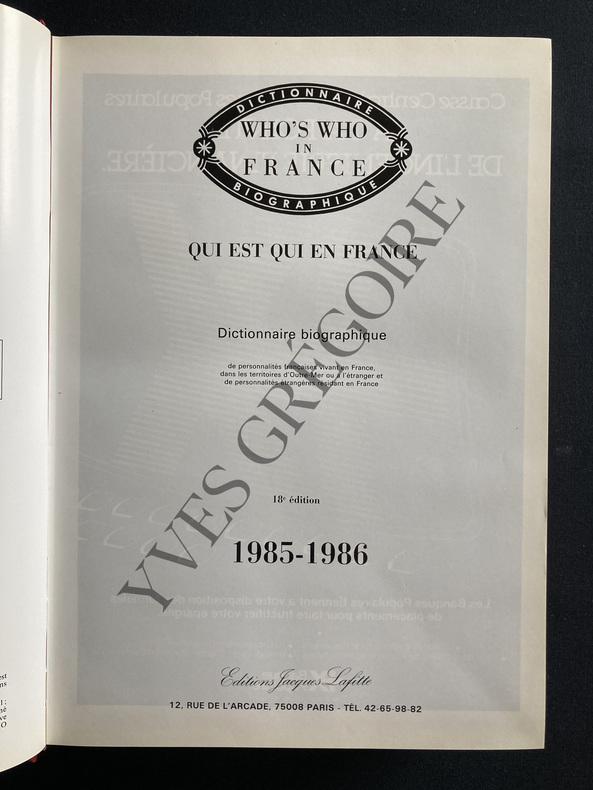 DICTIONNAIRE
WHO'S WHO
IN
FRANCE
BIOGRAPHIQUE
QUI EST QUI EN FRANCE
Dictionnaire biographique
de personnalités françaises vivant en France,
dans les territoires d'Outre-Mer ou à l'étranger et
de personnalités étrangères résidant en France
18e édition
1985-1986
Editions Jacques Lafitte
12, RUE DE L'ARCADE, 75008 PARIS - TÉL. 42-65-98-82
YVES GRÉGOIRE